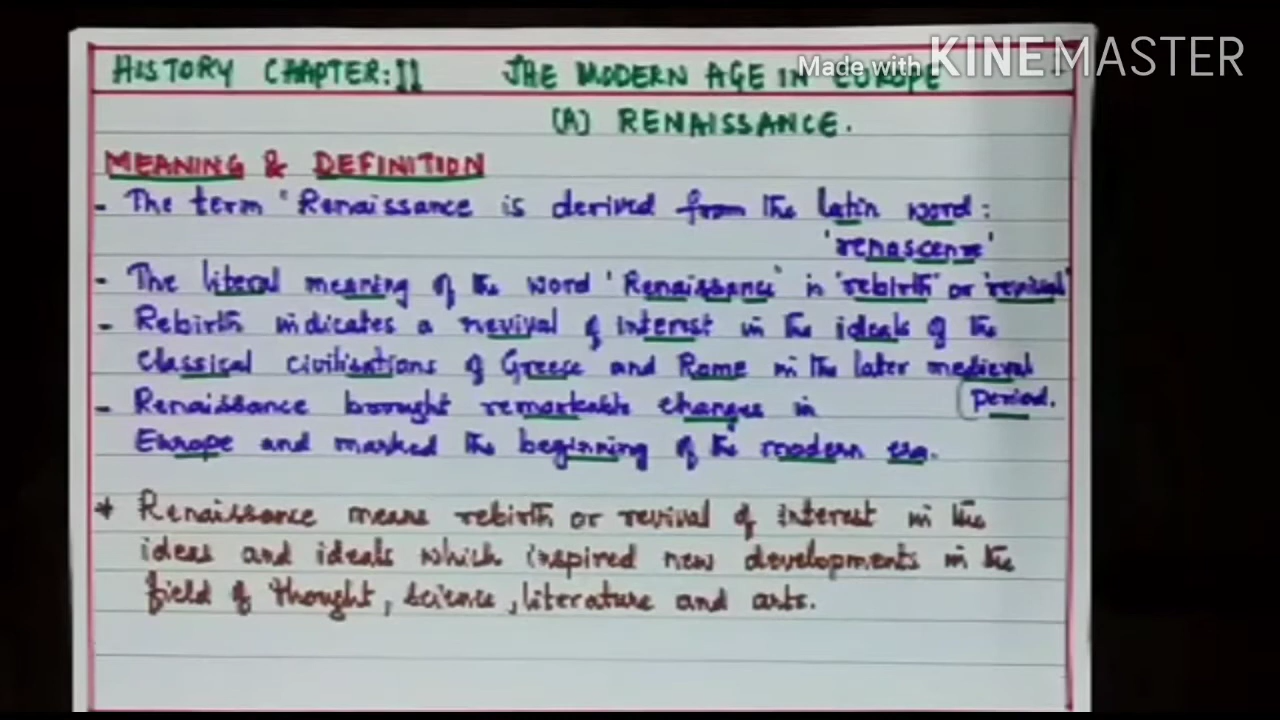 HISTORY CHAPTER: 11 THE MODERN AGE IN EUROPE
Made with KINEMASTER
(A) RENAISSANCE.
MEANING & DEFINITION
- The term 'Renaissance is derived from the latin word:
'renascere'
- The literal meaning of the word 'Renaissance' is 'rebirth' or 'revival'
- Rebirth indicates a revival of interest in the ideals of the
classical civilisations of Greece and Rome in the later medieval
(Period.
- Renaissance brought remarkable changes in
Europe and marked the beginning of the modern era.
* Renaissance means rebirth or revival of interest in the
ideas and ideals which inspired new developments in the
field of thought, science, literature and arts.